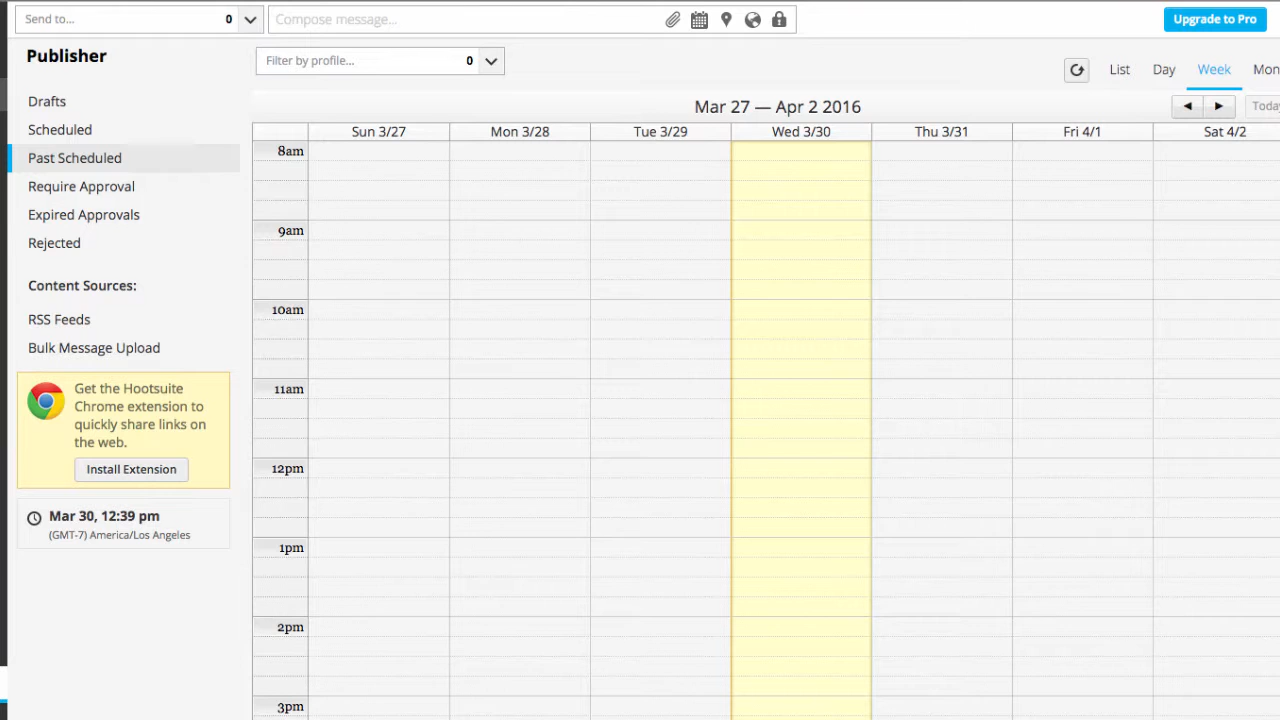 Send to... 0
Compose message...
Upgrade to Pro
Publisher
Filter by profile... 0
List Day Week Mon
Drafts
Scheduled
Past Scheduled
Require Approval
Expired Approvals
Rejected
Content Sources:
RSS Feeds
Bulk Message Upload
Get the Hootsuite
Chrome extension to
quickly share links on
the web.
Install Extension
Mar 30, 12:39 pm
(GMT-7) America/Los Angeles
Mar 27 — Apr 2 2016
Today
Sun 3/27 Mon 3/28 Tue 3/29 Wed 3/30 Thu 3/31 Fri 4/1 Sat 4/2
8am
9am
10am
11am
12pm
1pm
2pm
3pm